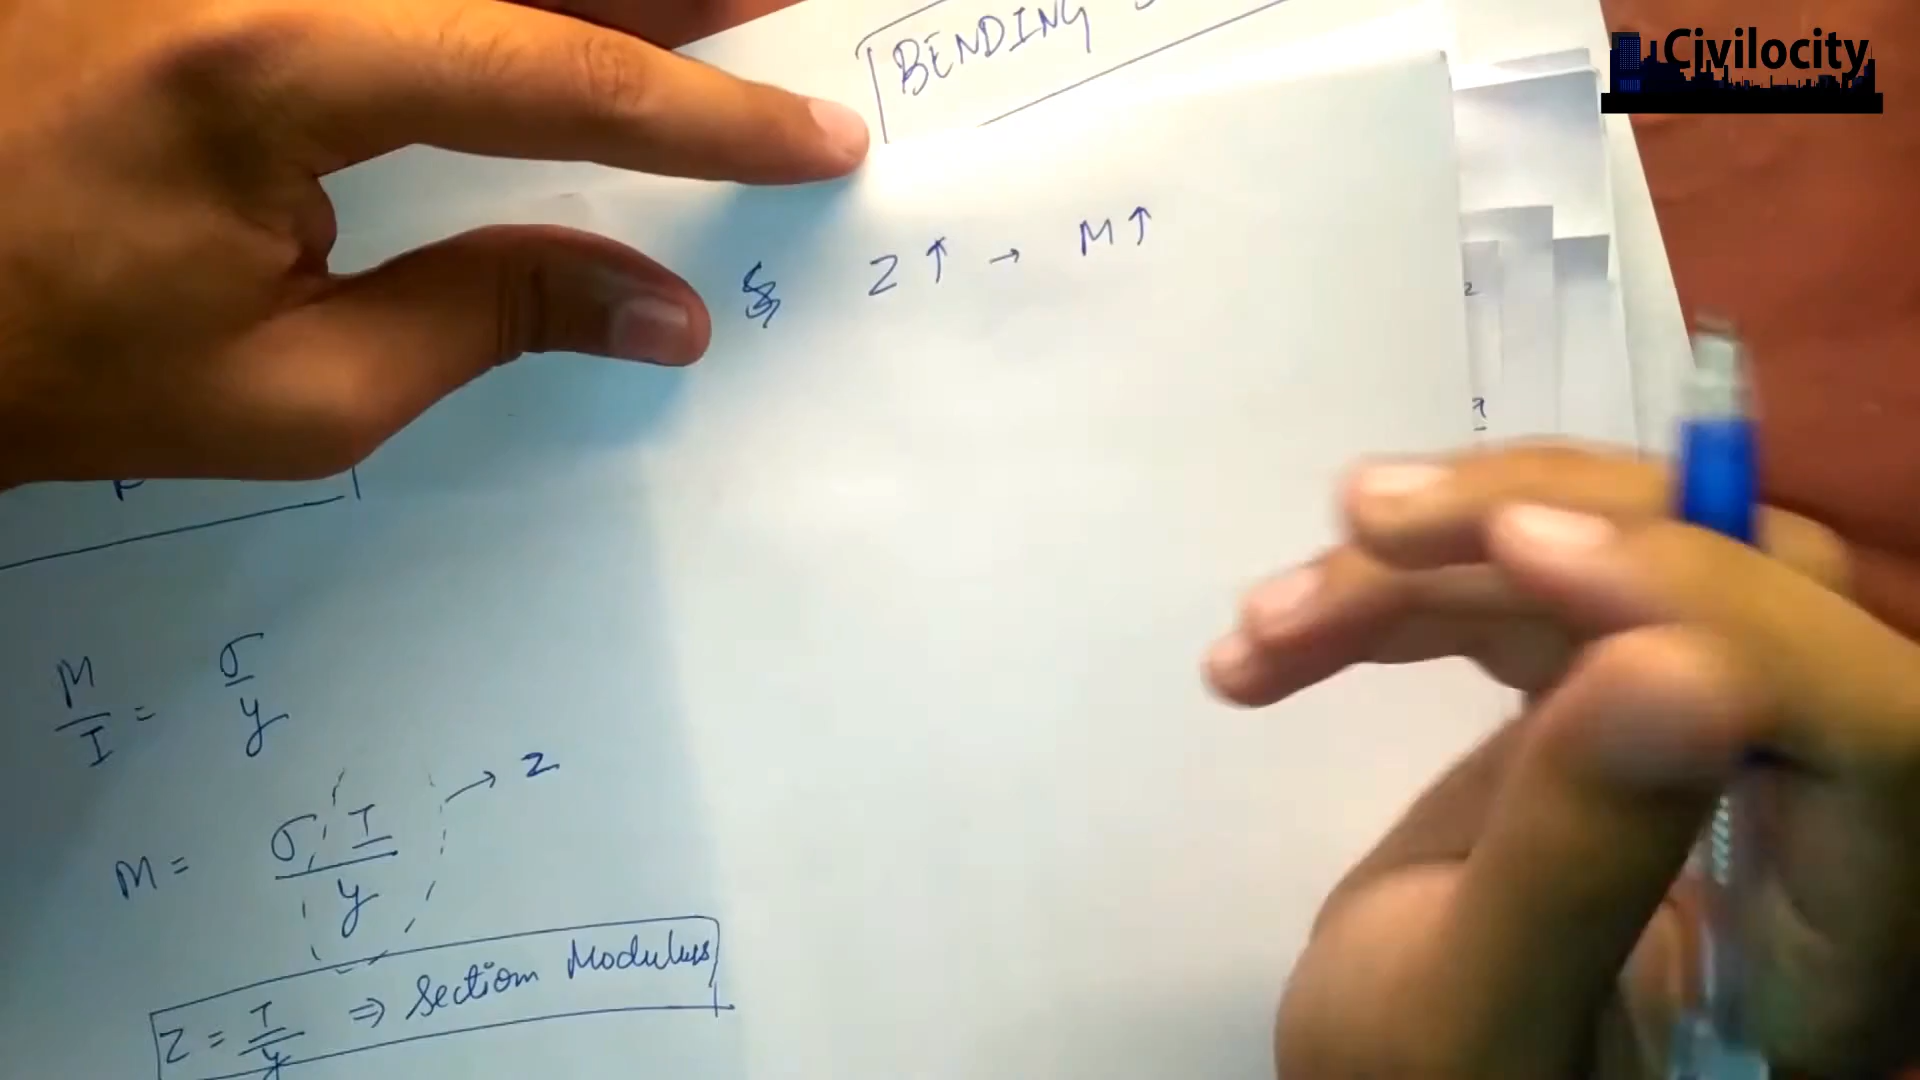 Civilocity
BENDING
Z ↑ → M ↑
M/I = σ/y
M = σ I / y → Z
Z = I/y ⇒ Section Modulus